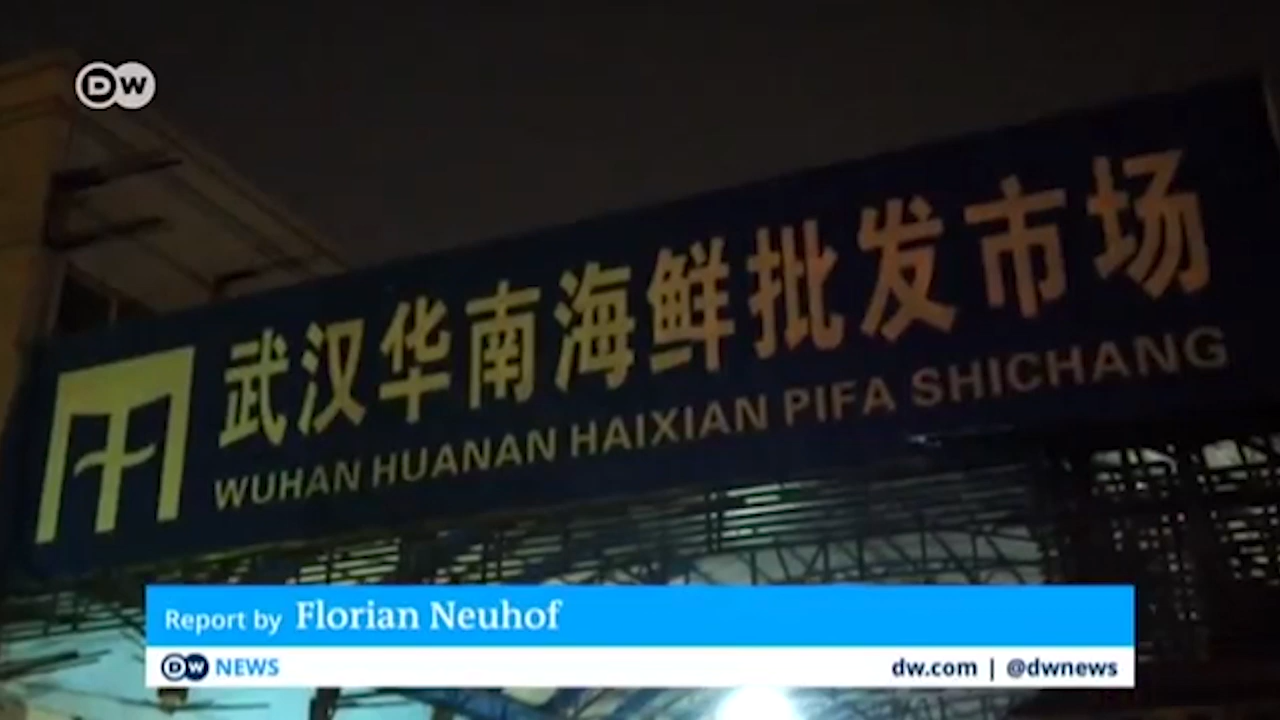 DW
武汉华南海鲜批发市场
WUHAN HUANAN HAIXIAN PIFA SHICHANG
Report by Florian Neuhof
DW NEWS
dw.com | @dwnews